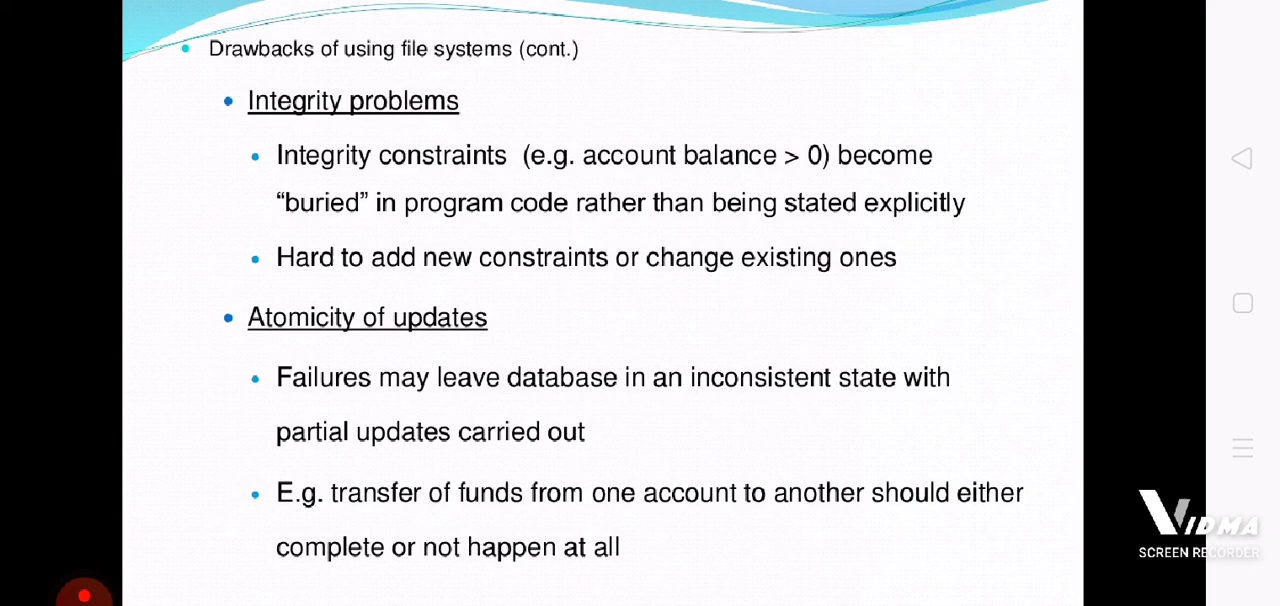 Drawbacks of using file systems (cont.)
Integrity problems
Integrity constraints (e.g. account balance > 0) become
“buried” in program code rather than being stated explicitly
Hard to add new constraints or change existing ones
Atomicity of updates
Failures may leave database in an inconsistent state with
partial updates carried out
E.g. transfer of funds from one account to another should either
complete or not happen at all
VIDMA
SCREEN RECORDER